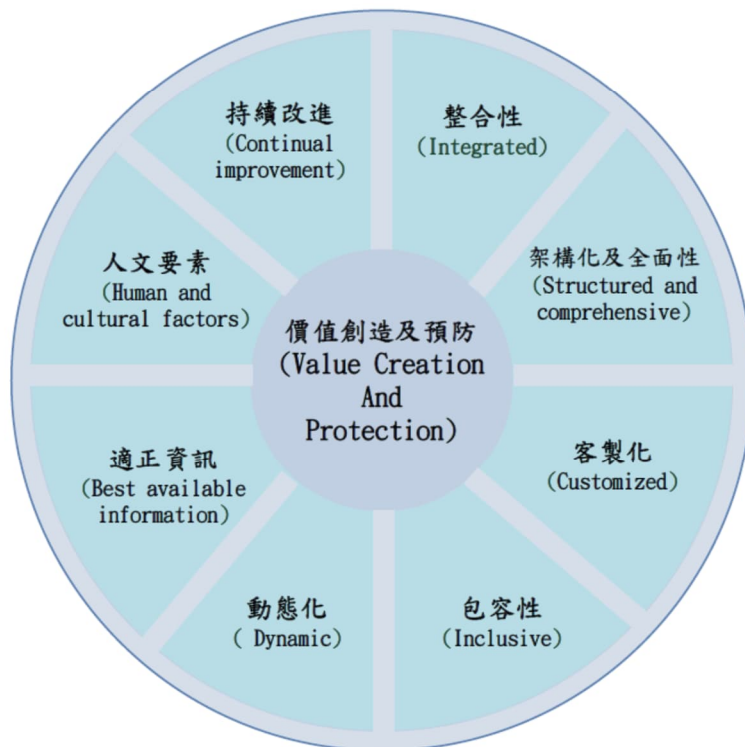 持續改進
(Continual
improvement)
整合性
(Integrated)
人文要素
(Human and
cultural factors)
架構化及全面性
(Structured and
comprehensive)
價值創造及預防
(Value Creation
And
Protection)
適正資訊
(Best available
information)
客製化
(Customized)
動態化
( Dynamic)
包容性
(Inclusive)